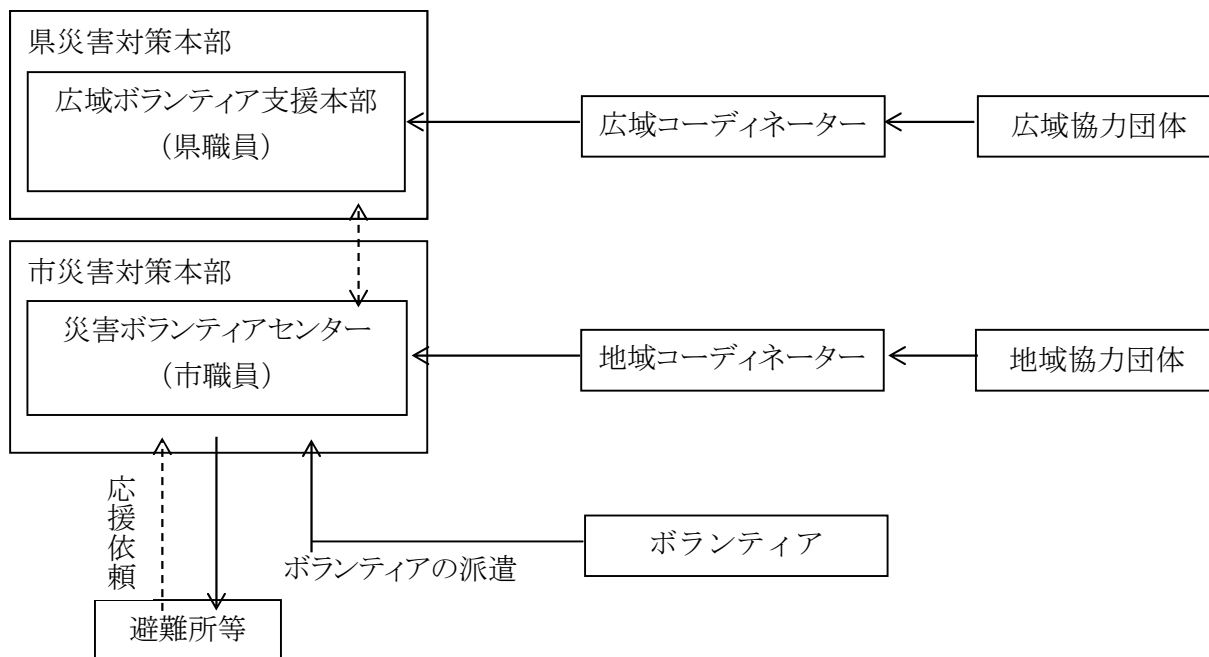 県災害対策本部
広域ボランティア支援本部
（県職員）
広域コーディネーター
広域協力団体
市災害対策本部
災害ボランティアセンター
（市職員）
地域コーディネーター
地域協力団体
応援依頼
ボランティアの派遣
ボランティア
避難所等